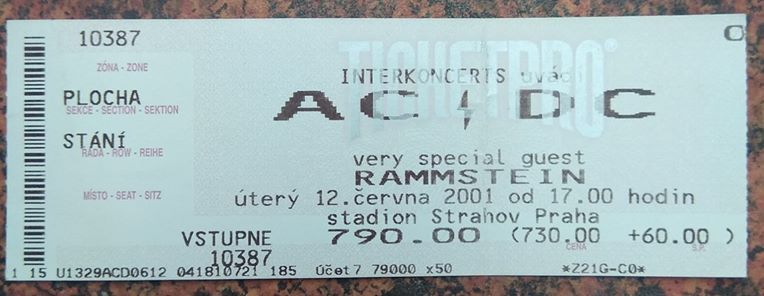 10387
ZÓNA - ZONE
PLOCHA
SEKCE - SECTION - SEKTION
STÁNÍ
ŘADA - ROW - REIHE
MÍSTO - SEAT - SITZ
TICKETPRO®
INTERKONCERTS uvádí
AC DC
very special guest
RAMMSTEIN
úterý 12.června 2001 od 17.00 hodin
stadion Strahov Praha
VSTUPNE 790.00 (730.00 +60.00 )
CENA S.P.
10387
1 15 U1329ACD0612 041810721 185 Účet7 79000 x50 *Z21G-C0*